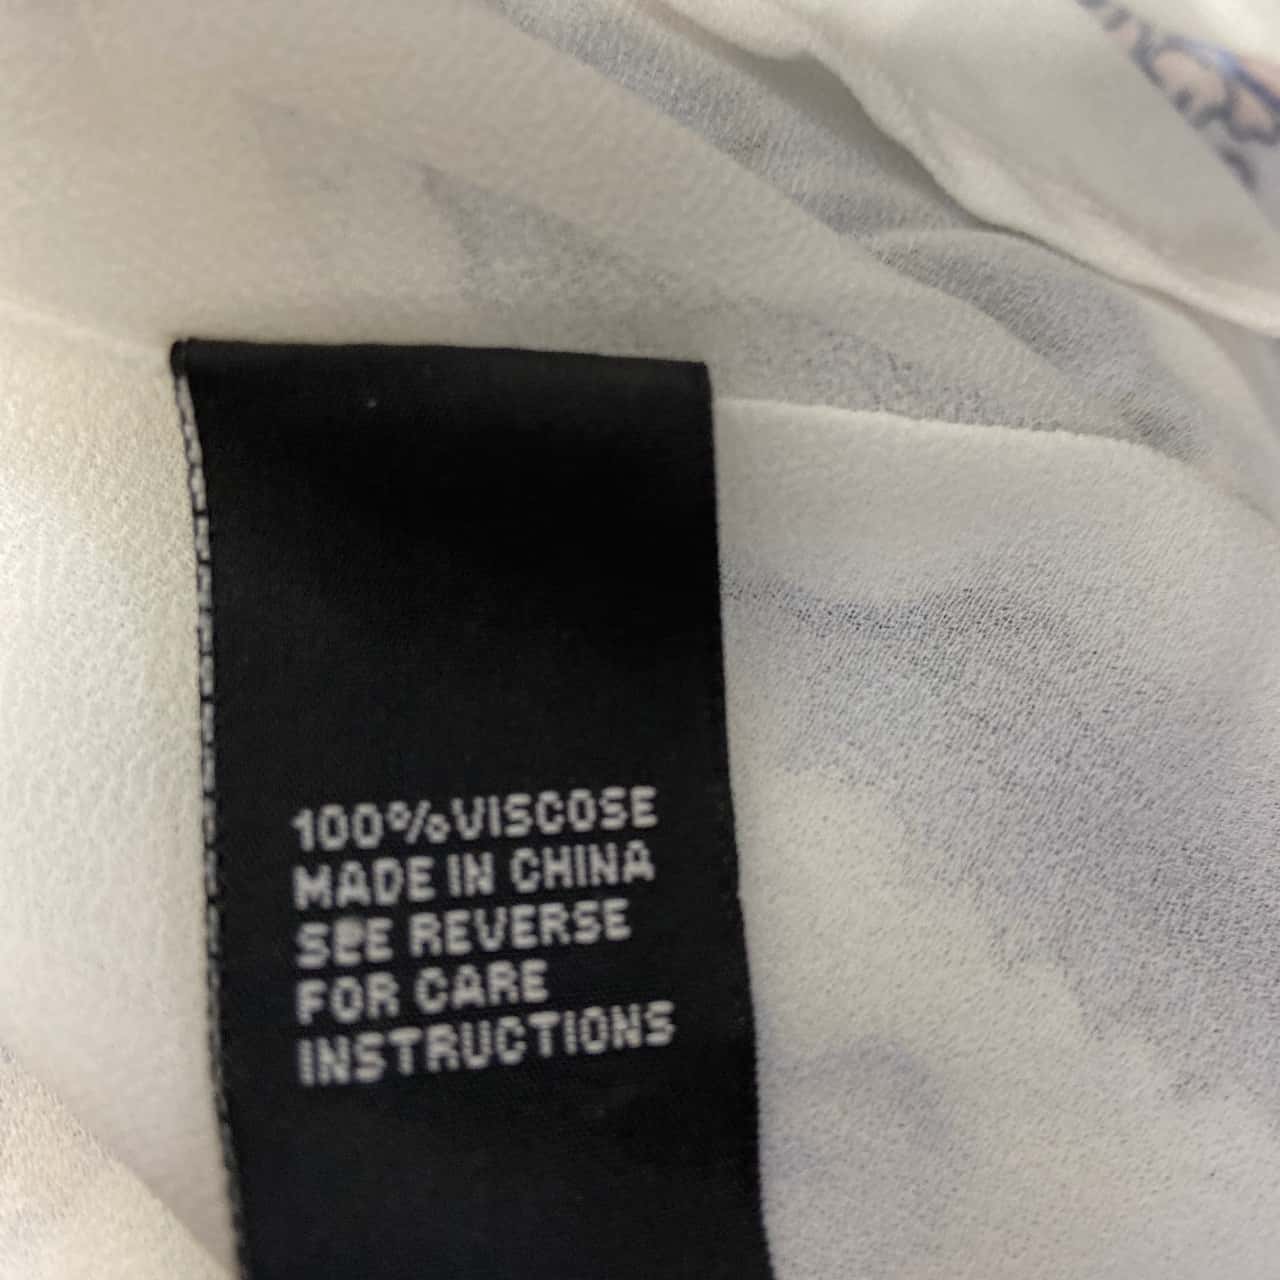 100%VISCOSE
MADE IN CHINA
SEE REVERSE
FOR CARE
INSTRUCTIONS